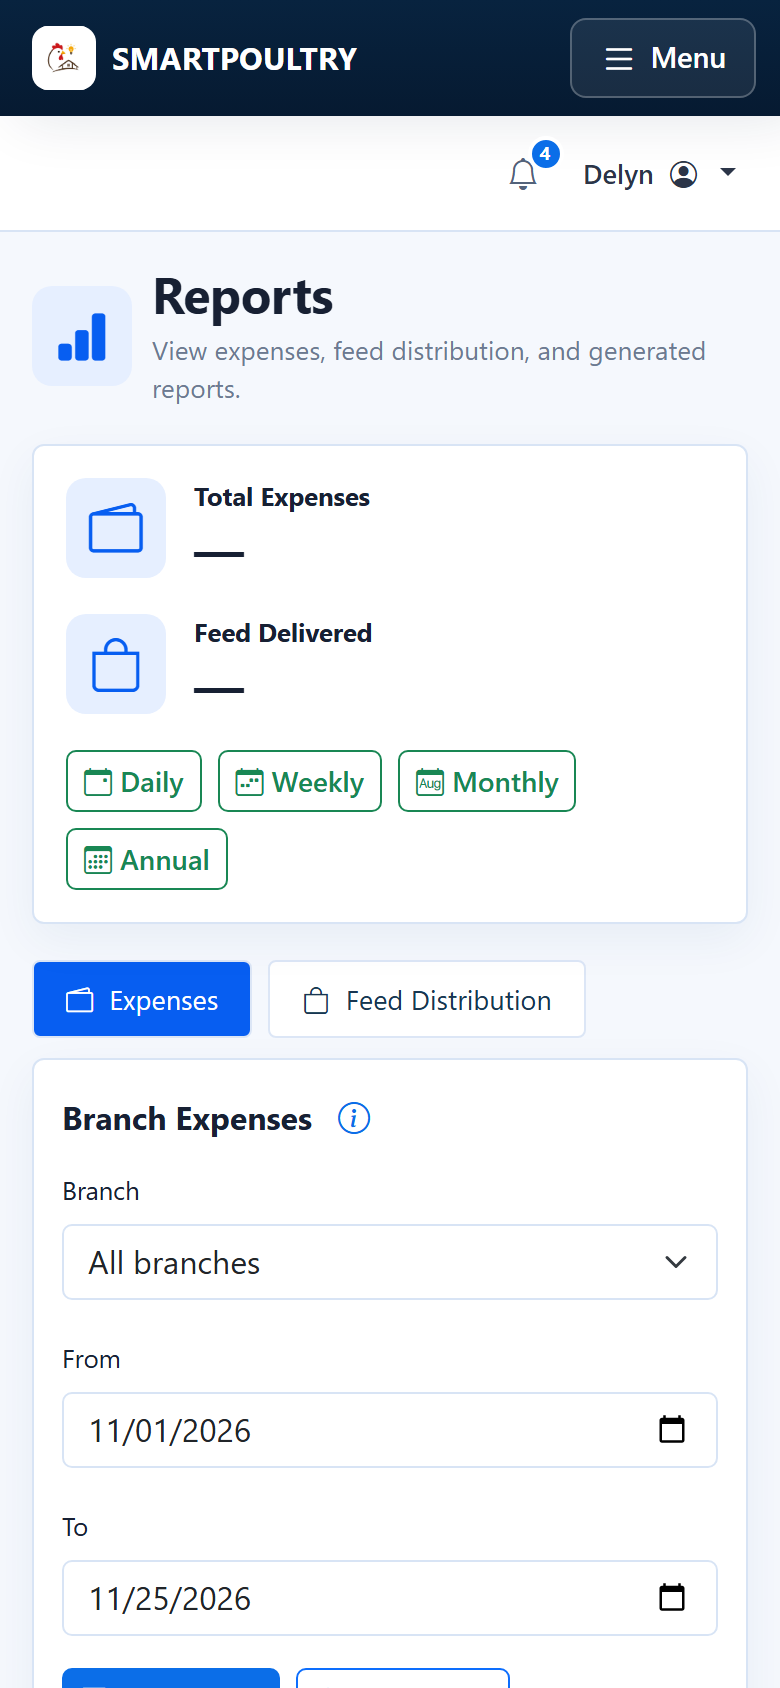 SMARTPOULTRY
Menu
4
Delyn
Reports
View expenses, feed distribution, and generated
reports.
Total Expenses
—
Feed Delivered
—
Daily
Weekly
Aug
Monthly
Annual
Expenses
Feed Distribution
Branch Expenses
Branch
All branches
From
11/01/2026
To
11/25/2026